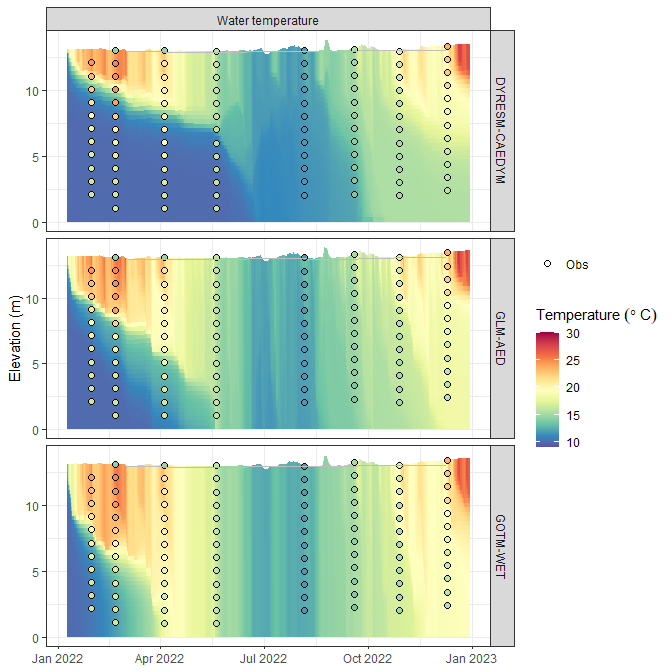 Water temperature
10
5
0
DYRESM-CAEDYM
10
5
0
GLM-AED
10
5
0
GOTM-WET
Elevation (m)
Jan 2022
Apr 2022
Jul 2022
Oct 2022
Jan 2023
Obs
Temperature (° C)
30
25
20
15
10